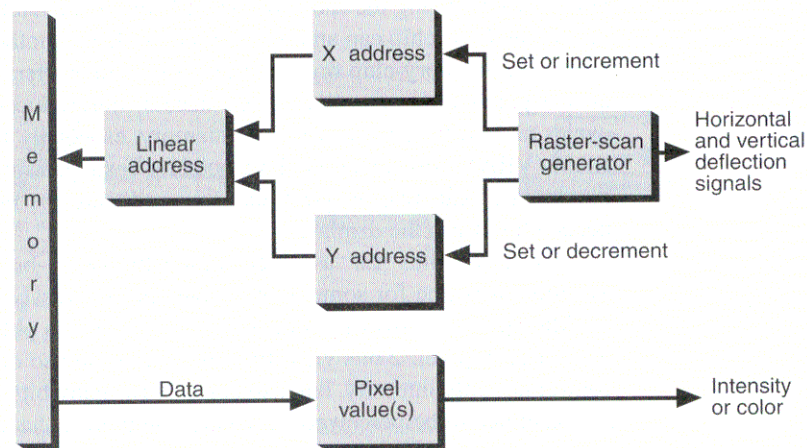 X address
Set or increment
M
e
m
o
r
y
Linear
address
Raster-scan
generator
Horizontal
and vertical
deflection
signals
Y address
Set or decrement
Data
Pixel
value(s)
Intensity
or color